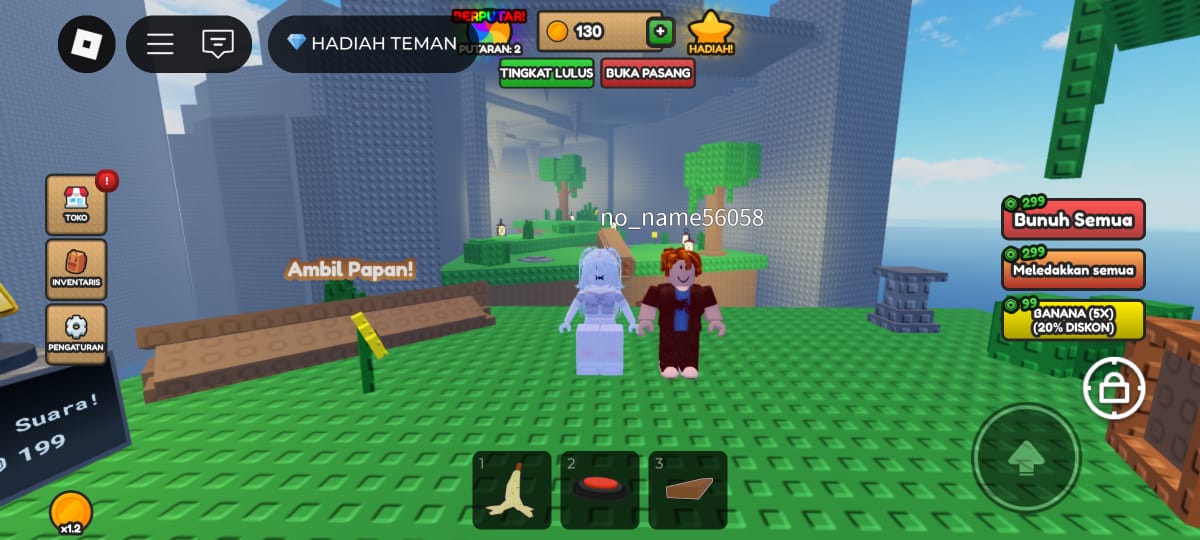 BERPUTAR!
PUTARAN: 2
130
HADIAH!
HADIAH TEMAN
TINGKAT LULUS
BUKA PASANG
!
TOKO
INVENTARIS
PENGATURAN
Ambil Papan!
no_name56058
299
Bunuh Semua
299
Meledakkan semua
99
BANANA (5X)
(20% DISKON)
Suara!
199
x1.2
1
2
3